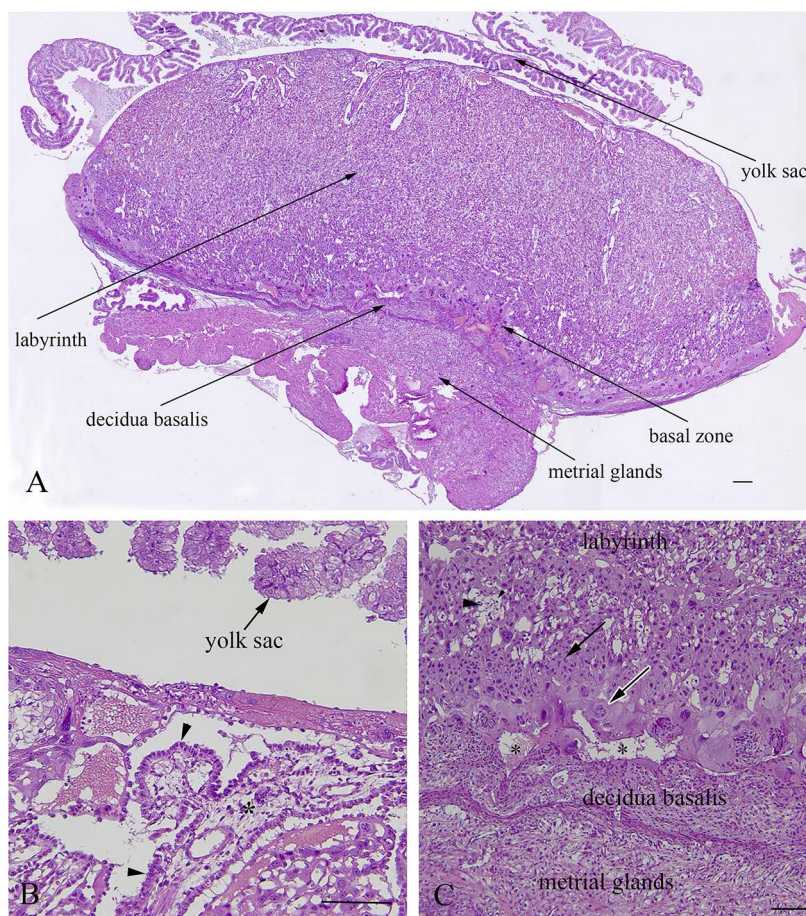 yolk sac
labyrinth
decidua basalis
basal zone
metrial glands
A
labyrinth
yolk sac
*
* *
decidua basalis
metrial glands
B
C